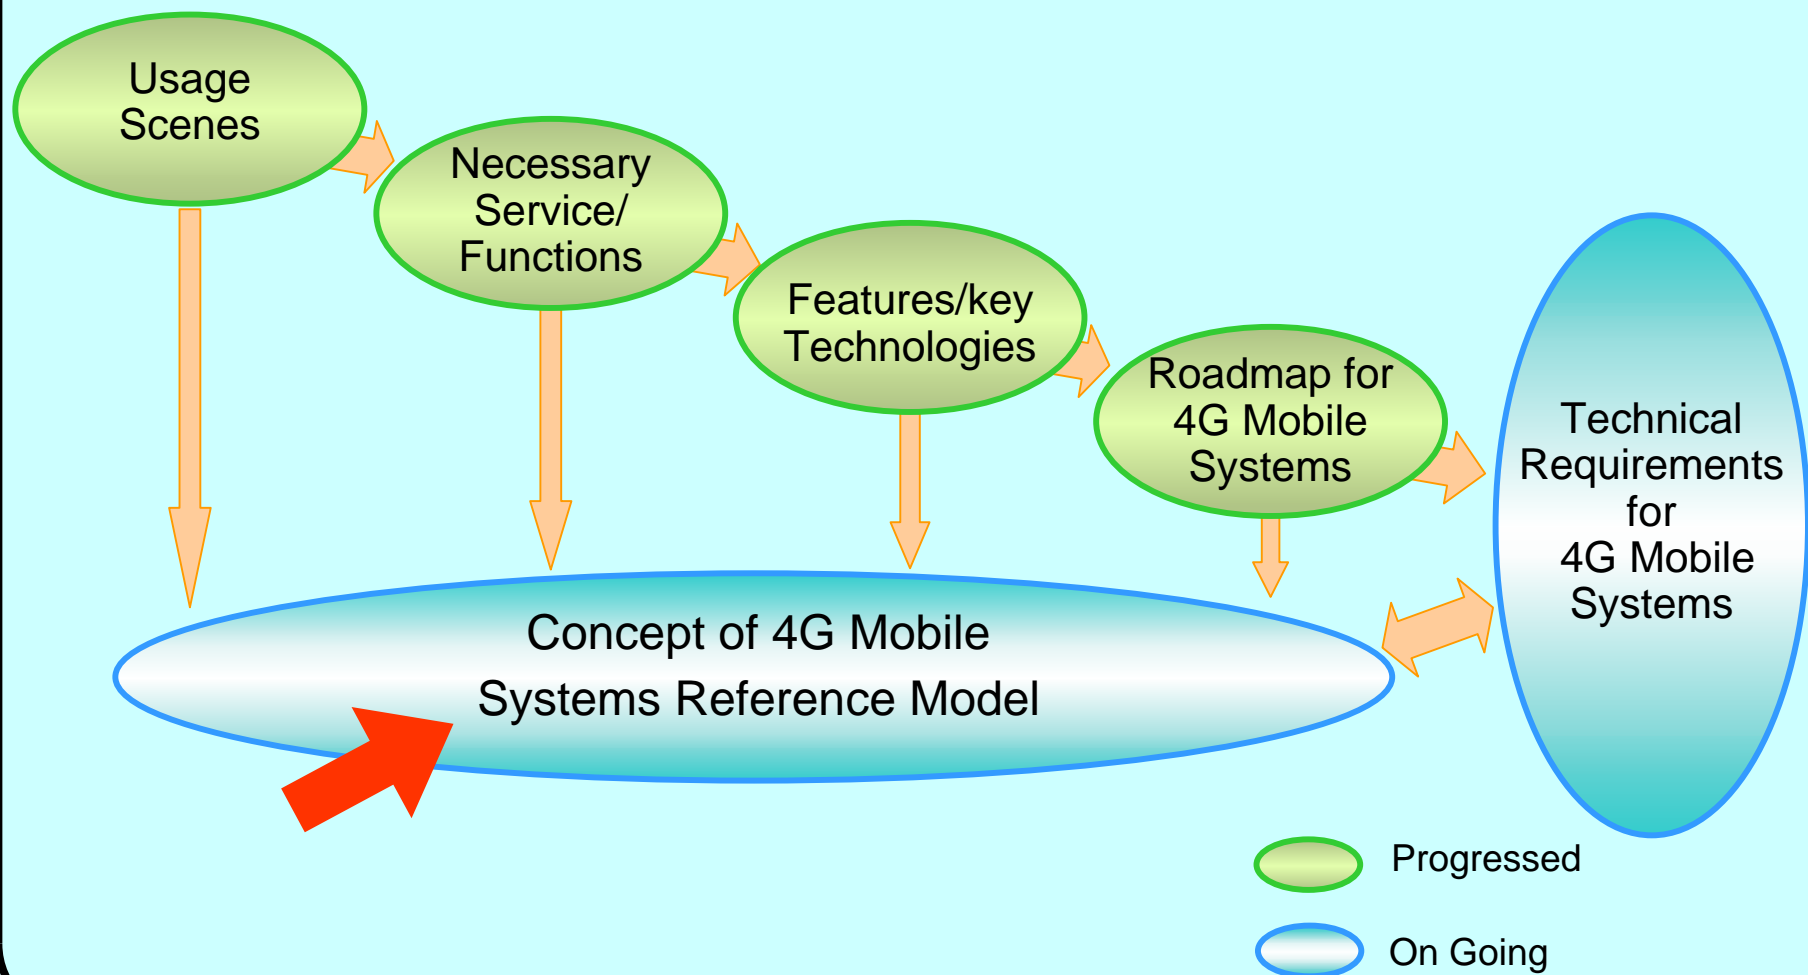 Usage
Scenes
Necessary
Service/
Functions
Features/key
Technologies
Roadmap for
4G Mobile
Systems
Technical
Requirements
for
4G Mobile
Systems
Concept of 4G Mobile
Systems Reference Model
Progressed
On Going